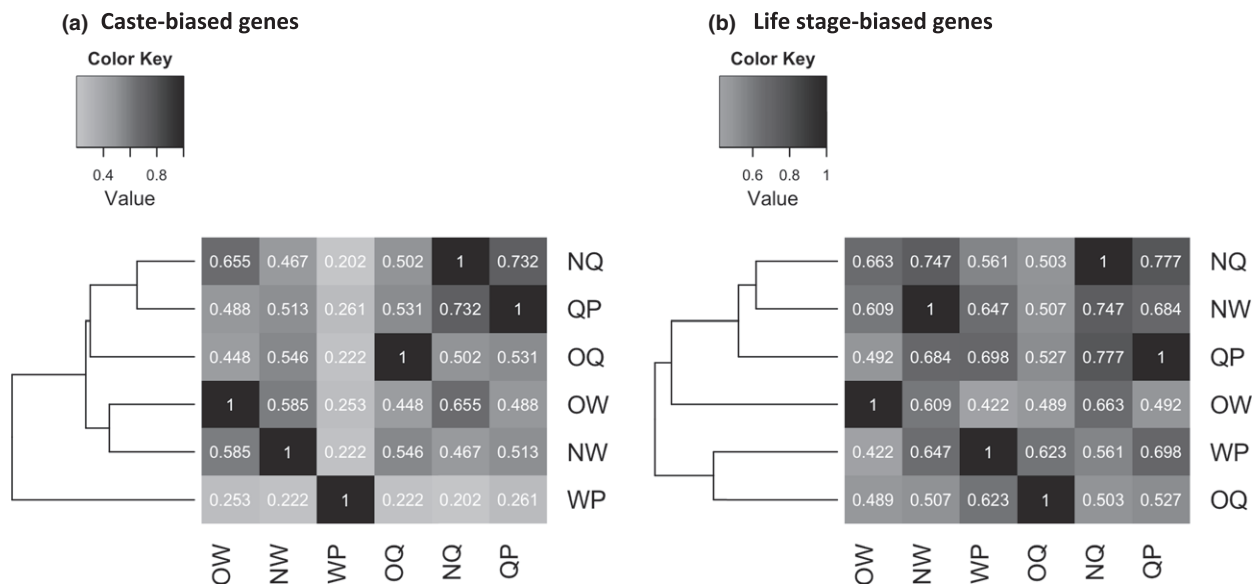 (a) Caste-biased genes
Color Key
0.4 0.8
Value
0.655 0.467 0.202 0.502 1 0.732 NQ
0.488 0.513 0.261 0.531 0.732 1 QP
0.448 0.546 0.222 1 0.502 0.531 OQ
1 0.585 0.253 0.448 0.655 0.488 OW
0.585 1 0.222 0.546 0.467 0.513 NW
0.253 0.222 1 0.222 0.202 0.261 WP
OW NW WP OQ NQ QP
(b) Life stage-biased genes
Color Key
0.6 0.8 1
Value
0.663 0.747 0.561 0.503 1 0.777 NQ
0.609 1 0.647 0.507 0.747 0.684 NW
0.492 0.684 0.698 0.527 0.777 1 QP
1 0.609 0.422 0.489 0.663 0.492 OW
0.422 0.647 1 0.623 0.561 0.698 WP
0.489 0.507 0.623 1 0.503 0.527 OQ
OW NW WP OQ NQ QP